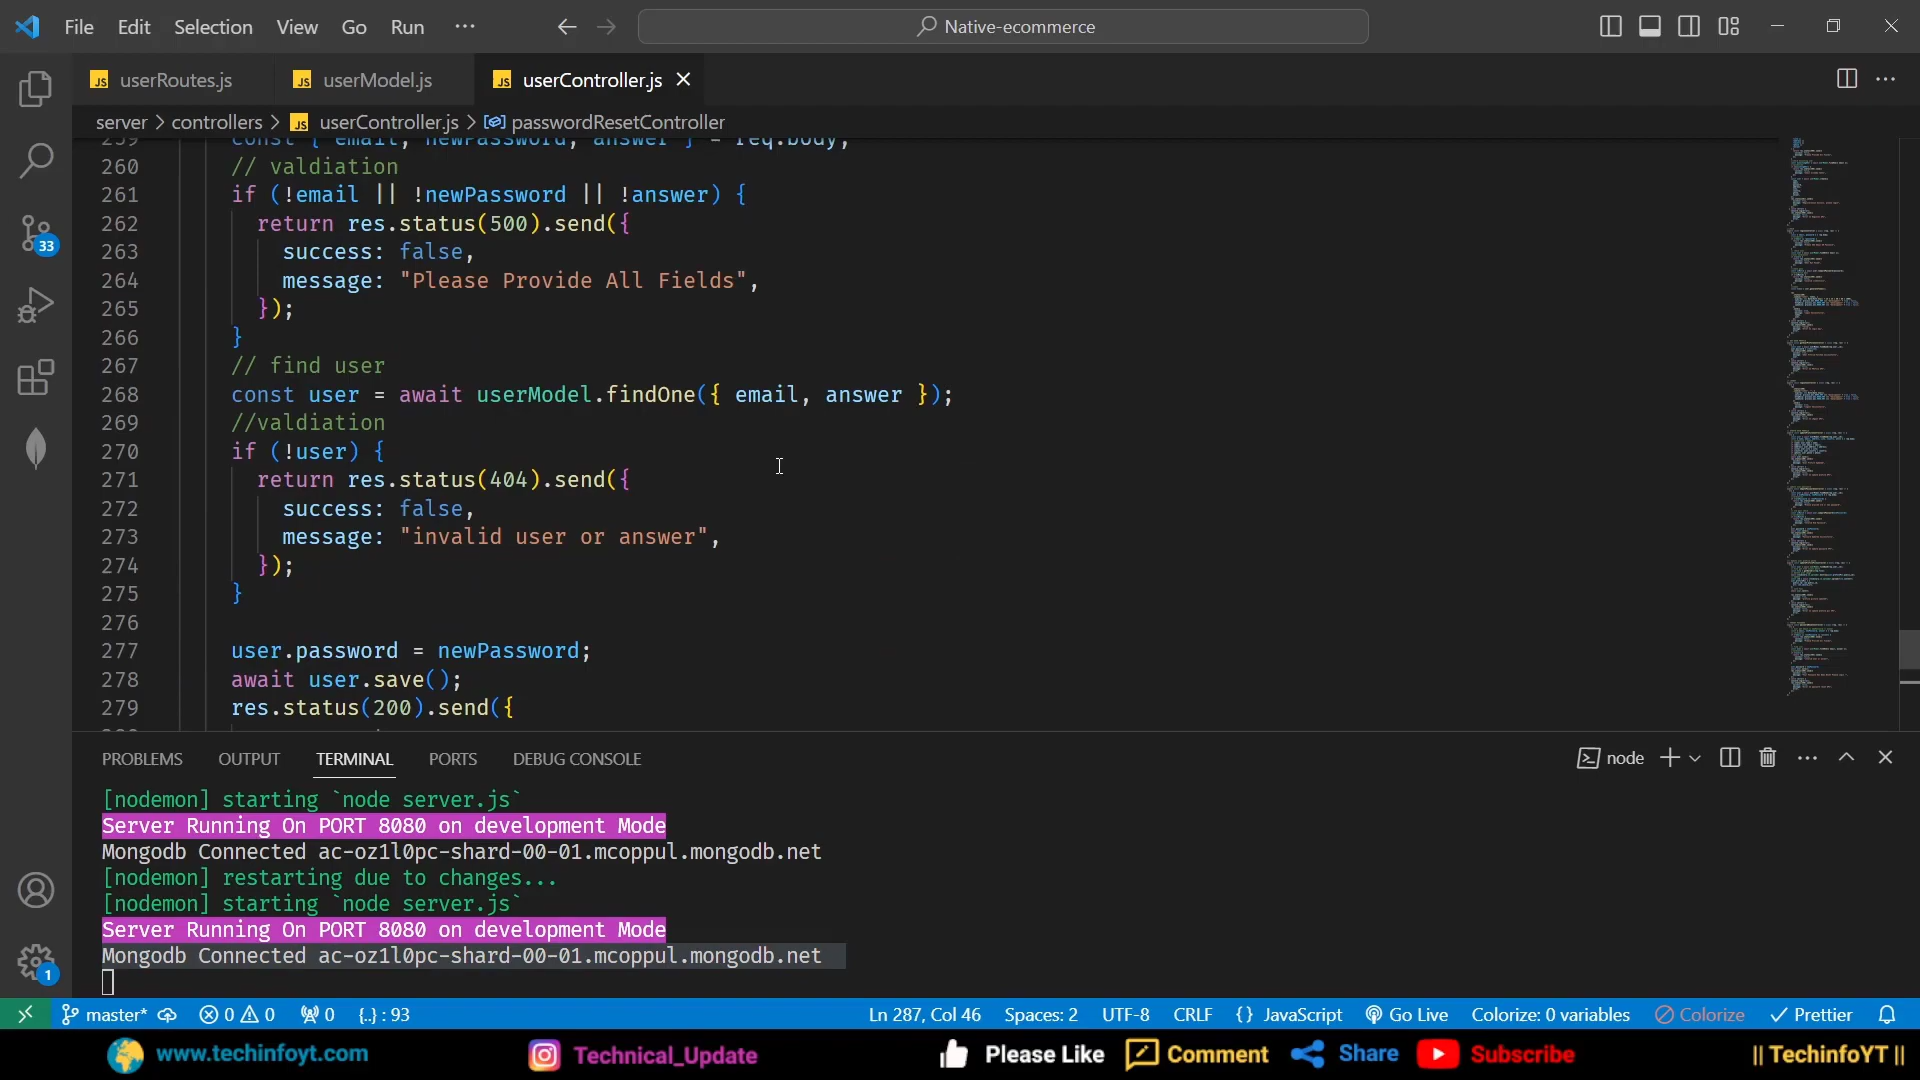 File Edit Selection View Go Run ··· Native-ecommerce
userRoutes.js userModel.js userController.js
server > controllers > userController.js > passwordResetController
259 const { email, newPassword, answer } = req.body;
260 // valdiation
261 if (!email || !newPassword || !answer) {
262 return res.status(500).send({
263 success: false,
264 message: "Please Provide All Fields",
265 });
266 }
267 // find user
268 const user = await userModel.findOne({ email, answer });
269 //valdiation
270 if (!user) {
271 return res.status(404).send({
272 success: false,
273 message: "invalid user or answer",
274 });
275 }
276
277 user.password = newPassword;
278 await user.save();
279 res.status(200).send({
PROBLEMS OUTPUT TERMINAL PORTS DEBUG CONSOLE node
[nodemon] starting `node server.js`
Server Running On PORT 8080 on development Mode
Mongodb Connected ac-oz1l0pc-shard-00-01.mcoppul.mongodb.net
[nodemon] restarting due to changes...
[nodemon] starting `node server.js`
Server Running On PORT 8080 on development Mode
Mongodb Connected ac-oz1l0pc-shard-00-01.mcoppul.mongodb.net
33
1
master* 0 0 0 {..} : 93 Ln 287, Col 46 Spaces: 2 UTF-8 CRLF {} JavaScript Go Live Colorize: 0 variables Colorize Prettier
www.techinfoyt.com Technical_Update Please Like Comment Share Subscribe || TechinfoYT ||